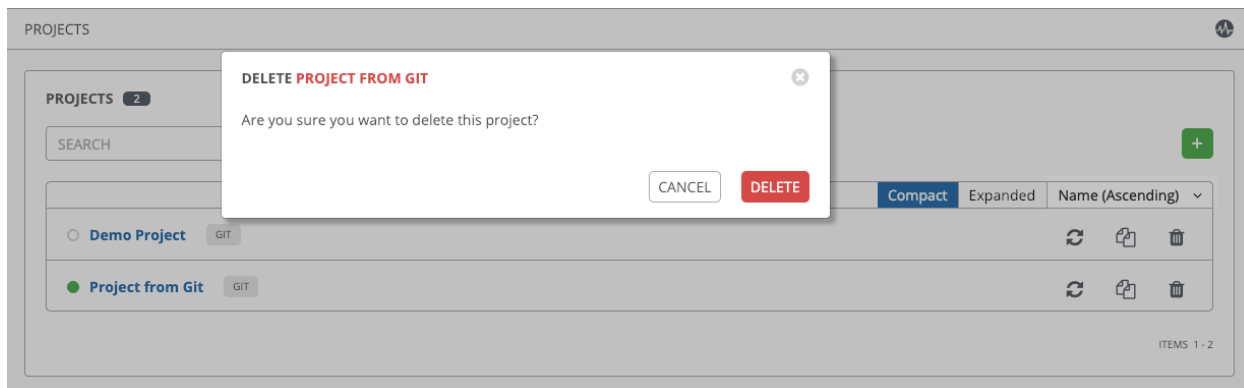 PROJECTS
DELETE PROJECT FROM GIT
PROJECTS 2
Are you sure you want to delete this project?
SEARCH
+
CANCEL DELETE
Compact Expanded Name (Ascending)
Demo Project GIT
Project from Git GIT
ITEMS 1 - 2